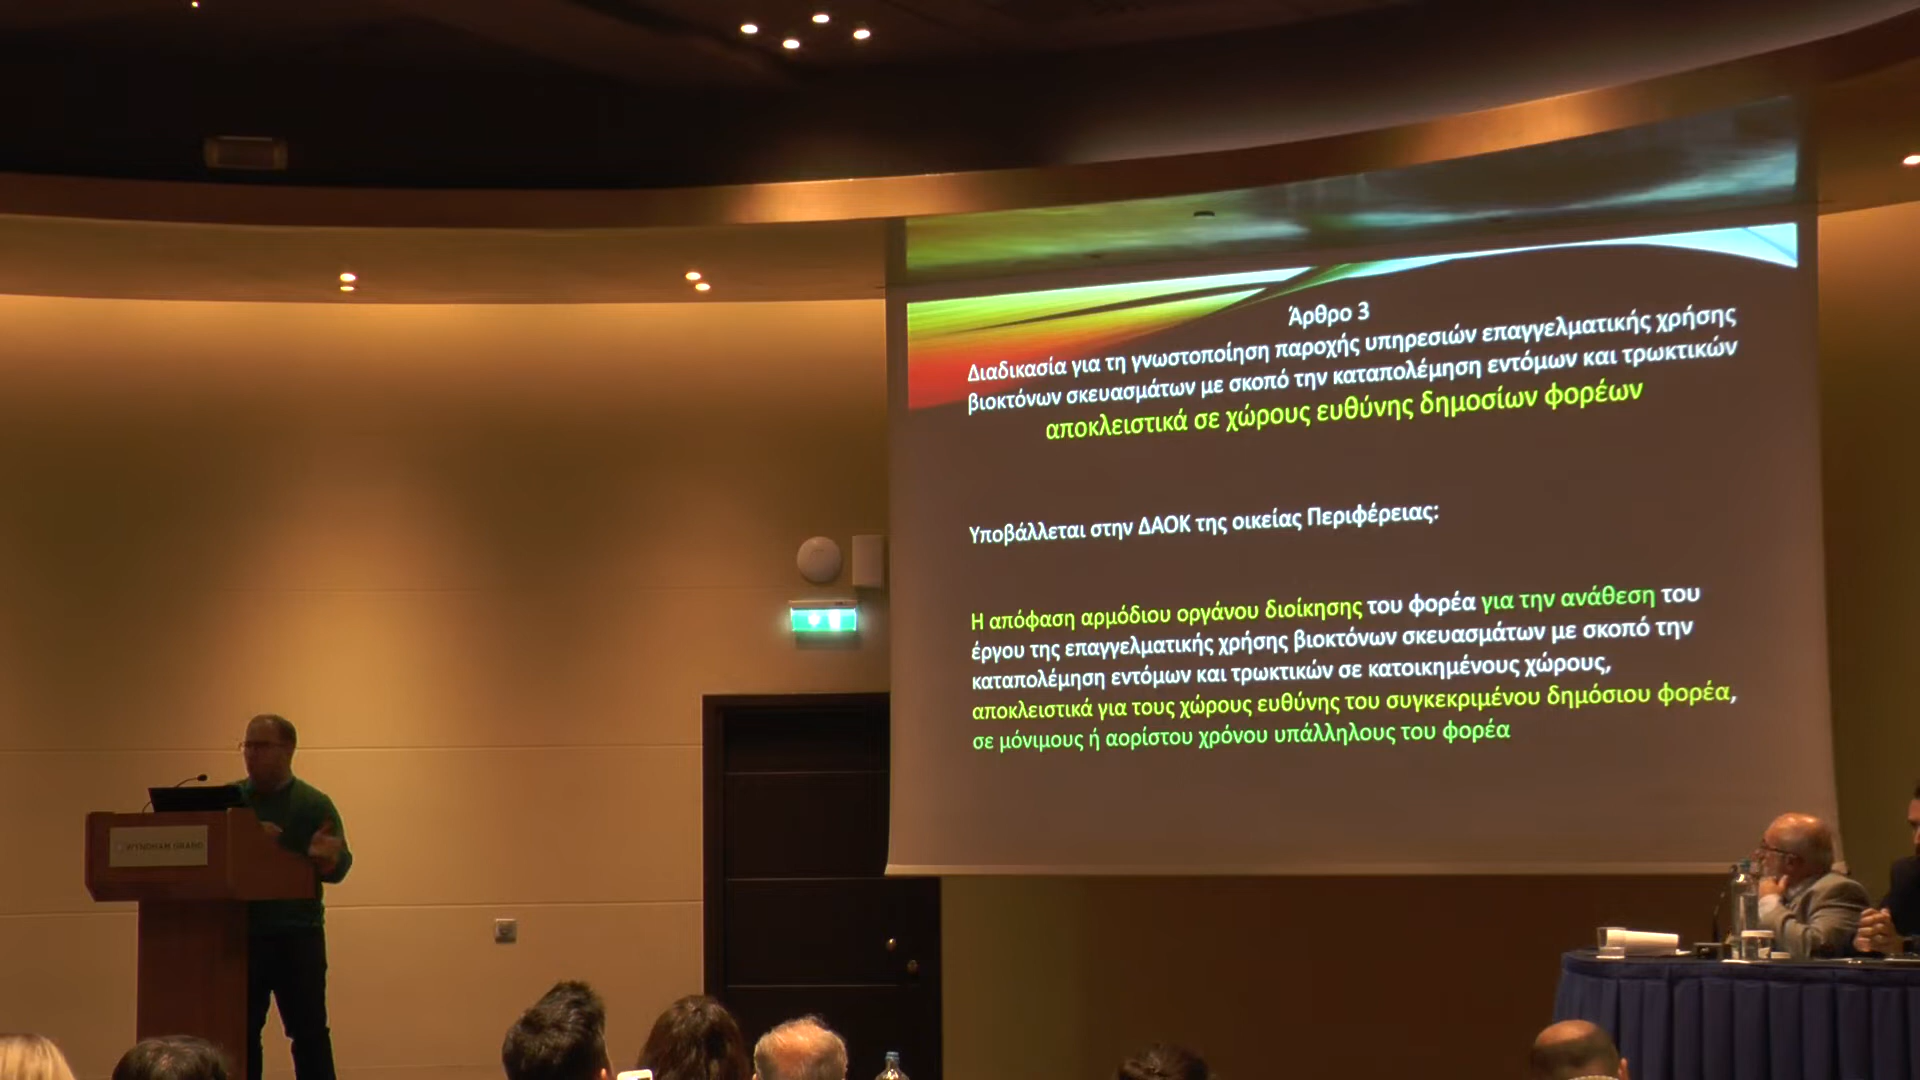 Άρθρο 3
Διαδικασία για τη γνωστοποίηση παροχής υπηρεσιών επαγγελματικής χρήσης
βιοκτόνων σκευασμάτων με σκοπό την καταπολέμηση εντόμων και τρωκτικών
αποκλειστικά σε χώρους ευθύνης δημοσίων φορέων
Υποβάλλεται στην ΔΑΟΚ της οικείας Περιφέρειας:
Η απόφαση αρμόδιου οργάνου διοίκησης του φορέα για την ανάθεση του
έργου της επαγγελματικής χρήσης βιοκτόνων σκευασμάτων με σκοπό την
καταπολέμηση εντόμων και τρωκτικών σε κατοικημένους χώρους,
αποκλειστικά για τους χώρους ευθύνης του συγκεκριμένου δημόσιου φορέα,
σε μόνιμους ή αορίστου χρόνου υπάλληλους του φορέα
WYNDHAM GRAND